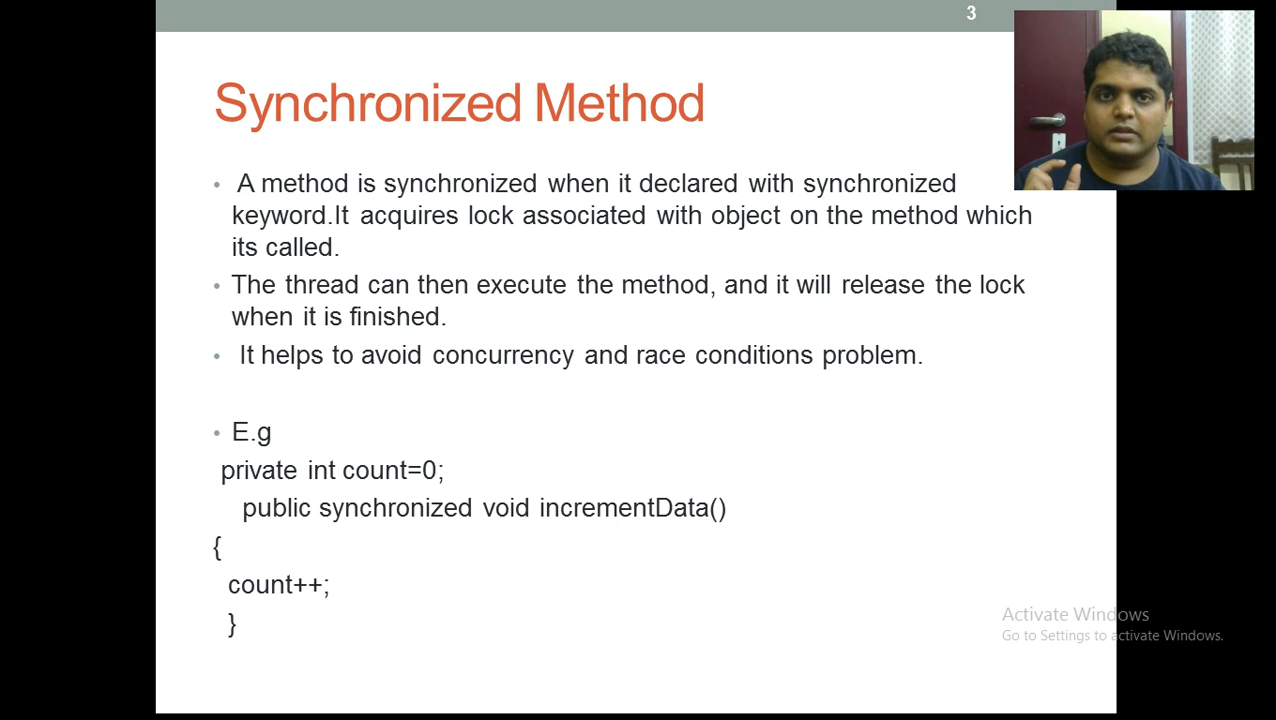 3
Synchronized Method
• A method is synchronized when it declared with synchronized
keyword.It acquires lock associated with object on the method which
its called.
• The thread can then execute the method, and it will release the lock
when it is finished.
• It helps to avoid concurrency and race conditions problem.
• E.g
private int count=0;
public synchronized void incrementData()
{
count++;
}
Activate Windows
Go to Settings to activate Windows.